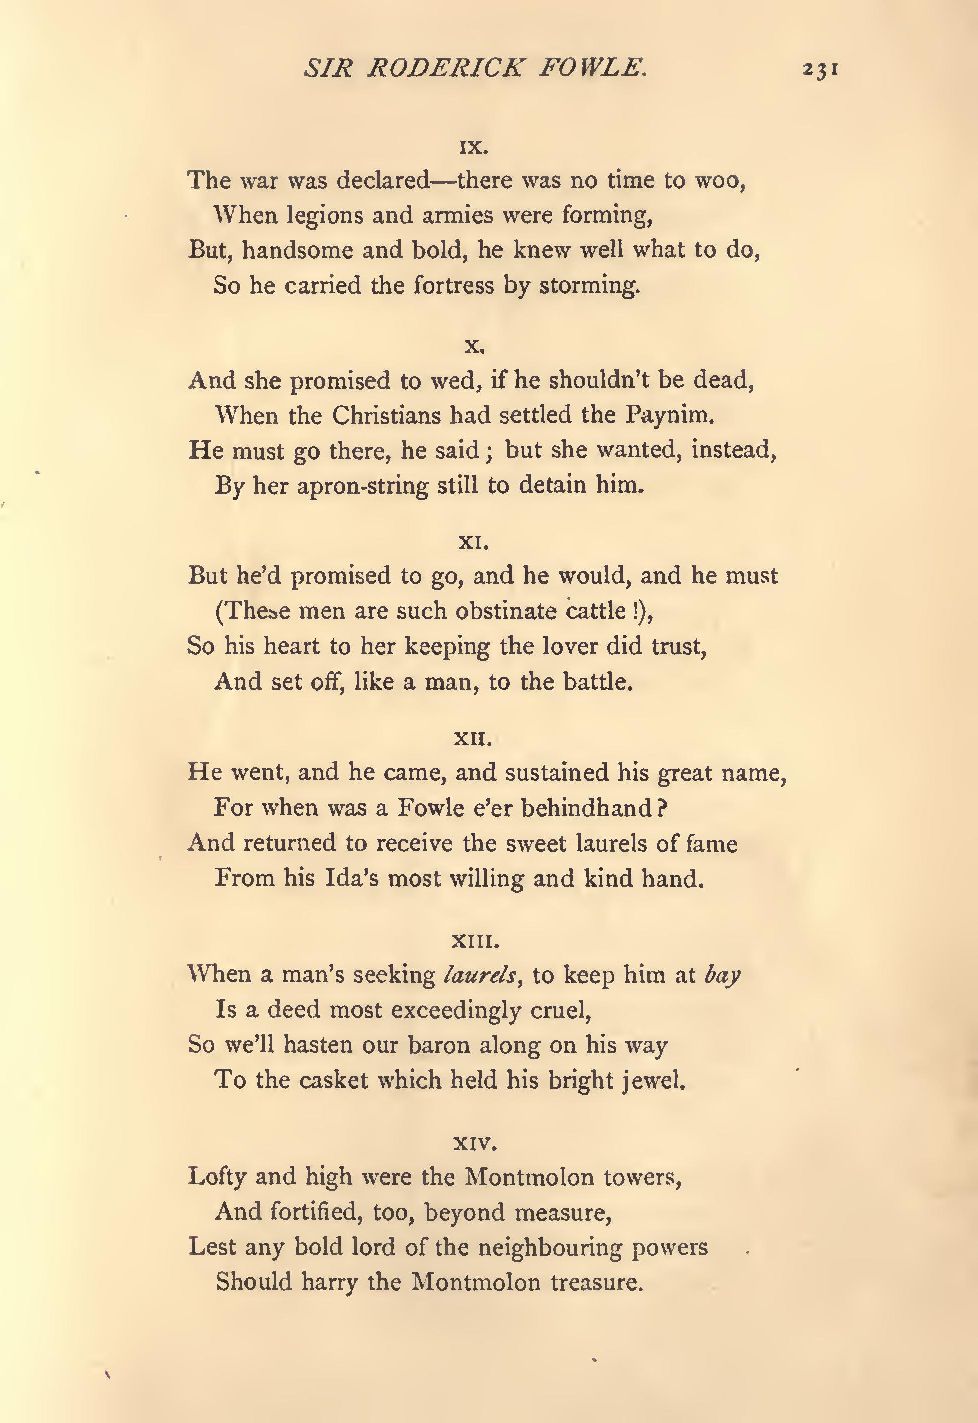 SIR RODERICK FOWLE. 231
IX.
The war was declared—there was no time to woo,
When legions and armies were forming,
But, handsome and bold, he knew well what to do,
So he carried the fortress by storming.
X.
And she promised to wed, if he shouldn't be dead,
When the Christians had settled the Paynim.
He must go there, he said; but she wanted, instead,
By her apron-string still to detain him.
XI.
But he'd promised to go, and he would, and he must
(These men are such obstinate cattle!),
So his heart to her keeping the lover did trust,
And set off, like a man, to the battle.
XII.
He went, and he came, and sustained his great name,
For when was a Fowle e'er behindhand?
And returned to receive the sweet laurels of fame
From his Ida's most willing and kind hand.
XIII.
When a man's seeking laurels, to keep him at bay
Is a deed most exceedingly cruel,
So we'll hasten our baron along on his way
To the casket which held his bright jewel.
XIV.
Lofty and high were the Montmolon towers,
And fortified, too, beyond measure,
Lest any bold lord of the neighbouring powers
Should harry the Montmolon treasure.